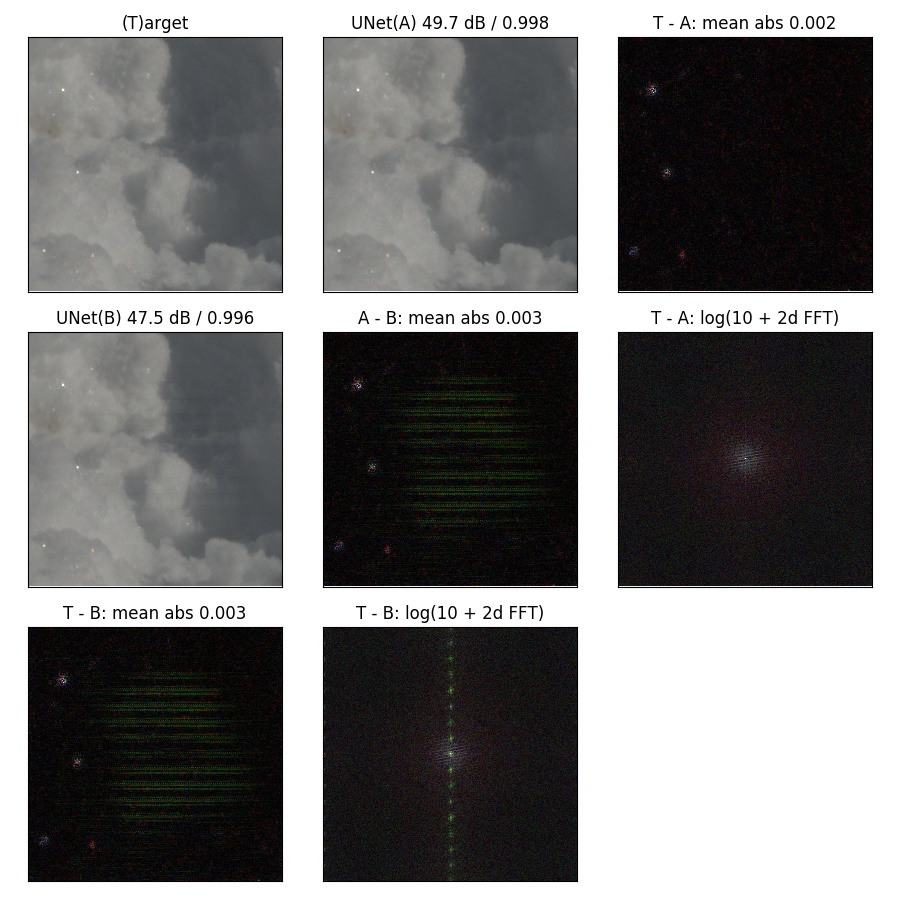 (T)arget
UNet(A) 49.7 dB / 0.998
T - A: mean abs 0.002
UNet(B) 47.5 dB / 0.996
A - B: mean abs 0.003
T - A: log(10 + 2d FFT)
T - B: mean abs 0.003
T - B: log(10 + 2d FFT)